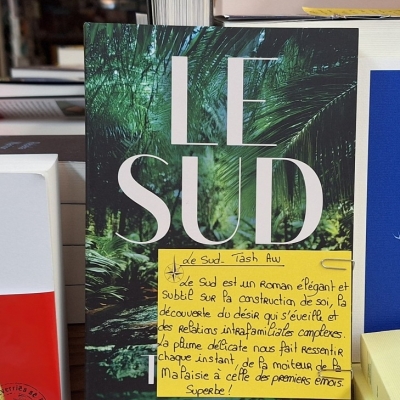 LE
SUD
Le Sud - Tash Aw
Le Sud est un roman élégant et
subtil sur la construction de soi, la
découverte du désir qui s'éveille et
des relations intrafamiliales complexes.
La plume délicate nous fait ressentir
chaque instant, de la moiteur de la
Malaisie à celle des premiers émois
Superbe !